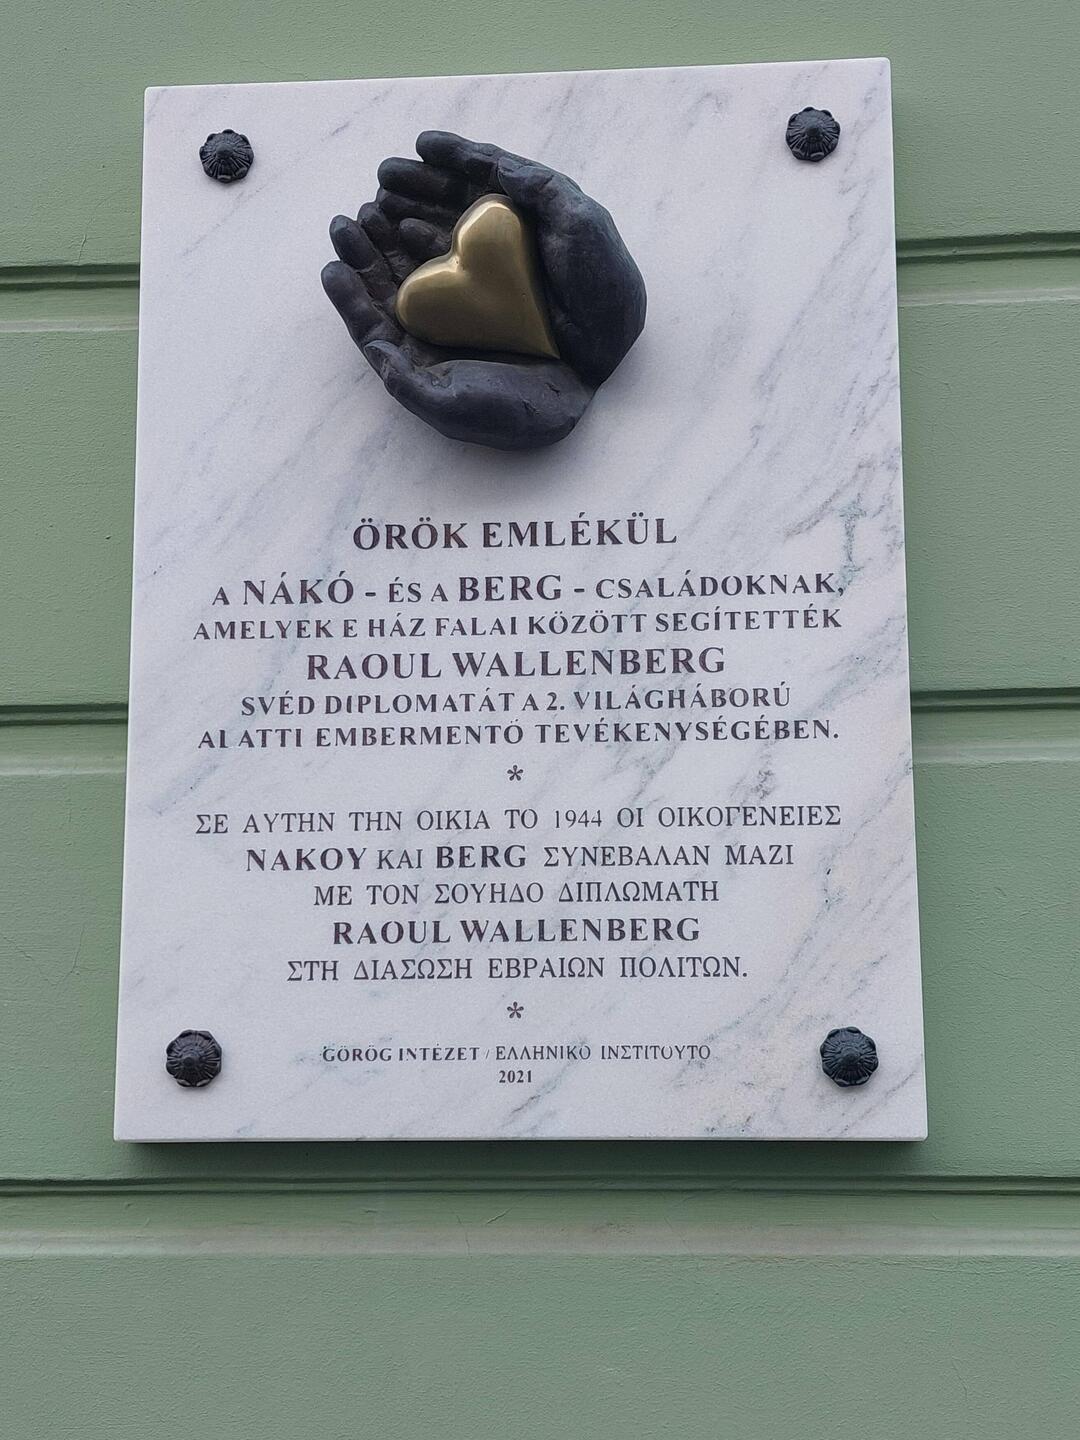 ÖRÖK EMLÉKÜL
A NÁKÓ - ÉS A BERG - CSALÁDOKNAK,
AMELYEK E HÁZ FALAI KÖZÖTT SEGÍTETTÉK
RAOUL WALLENBERG
SVÉD DIPLOMATÁT A 2. VILÁGHÁBORÚ
ALATTI EMBERMENTŐ TEVÉKENYSÉGÉBEN.
*
ΣΕ ΑΥΤΗΝ ΤΗΝ ΟΙΚΙΑ ΤΟ 1944 ΟΙ ΟΙΚΟΓΕΝΕΙΕΣ
ΝΑΚΟΥ ΚΑΙ BERG ΣΥΝΕΒΑΛΑΝ ΜΑΖΙ
ΜΕ ΤΟΝ ΣΟΥΗΔΟ ΔΙΠΛΩΜΑΤΗ
RAOUL WALLENBERG
ΣΤΗ ΔΙΑΣΩΣΗ ΕΒΡΑΙΩΝ ΠΟΛΙΤΩΝ.
*
GÖRÖG INTÉZET / ΕΛΛΗΝΙΚΟ ΙΝΣΤΙΤΟΥΤΟ
2021